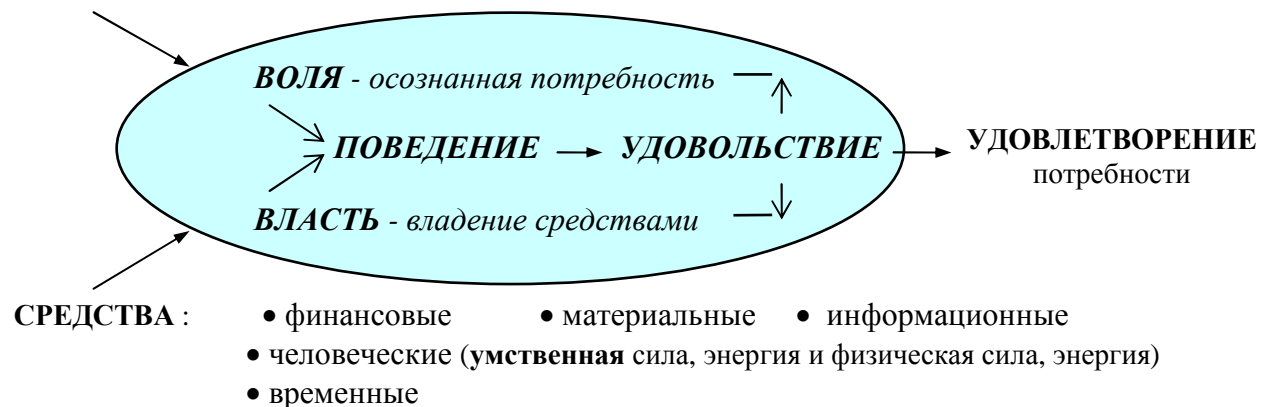 ВОЛЯ - осознанная потребность
ПОВЕДЕНИЕ УДОВОЛЬСТВИЕ УДОВЛЕТВОРЕНИЕ
потребности
ВЛАСТЬ - владение средствами
СРЕДСТВА : • финансовые • материальные • информационные
• человеческие (умственная сила, энергия и физическая сила, энергия)
• временные